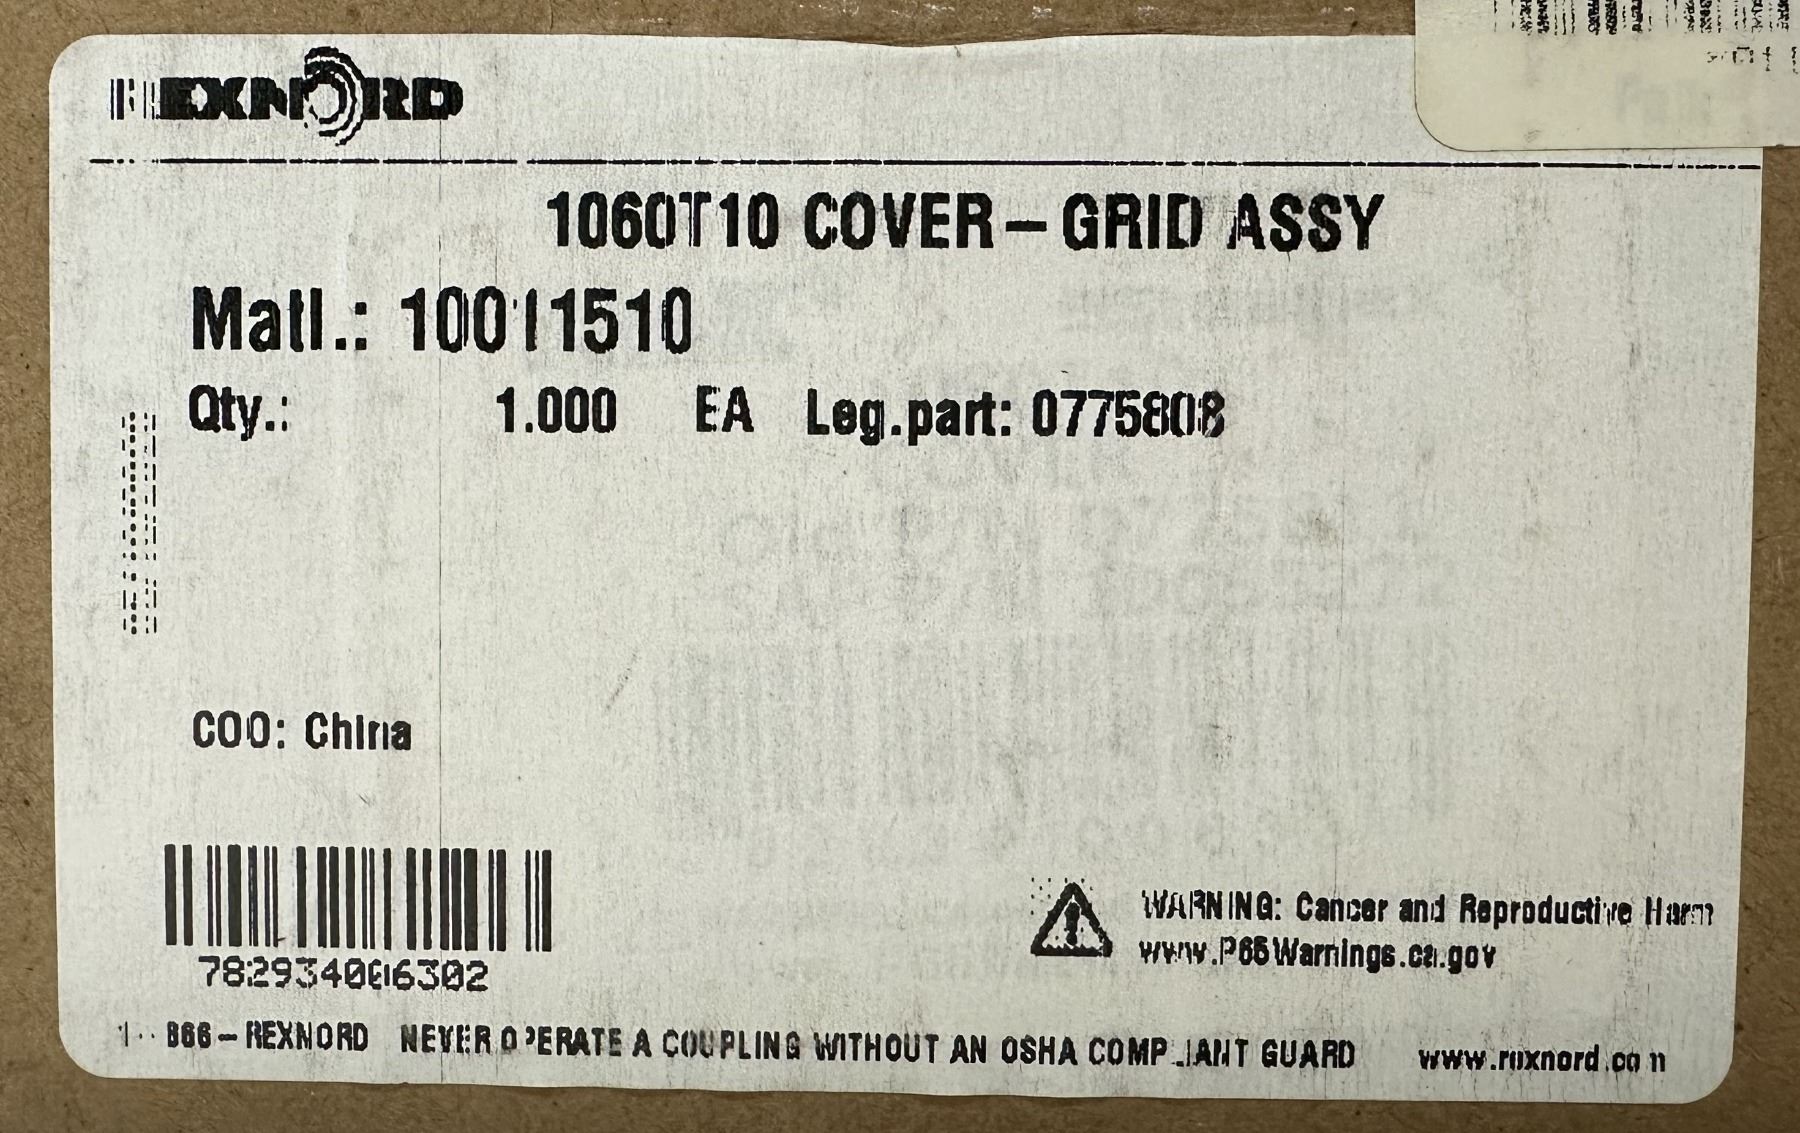 REXNORD
1060T10 COVER-GRID ASSY
Matl.: 10011510
Qty.: 1.000 EA Leg.part: 0775808
COO: China
782934006302
WARNING: Cancer and Reproductive Harm
www.P65Warnings.ca.gov
1-866-REXNORD NEVER OPERATE A COUPLING WITHOUT AN OSHA COMPLIANT GUARD www.rexnord.com